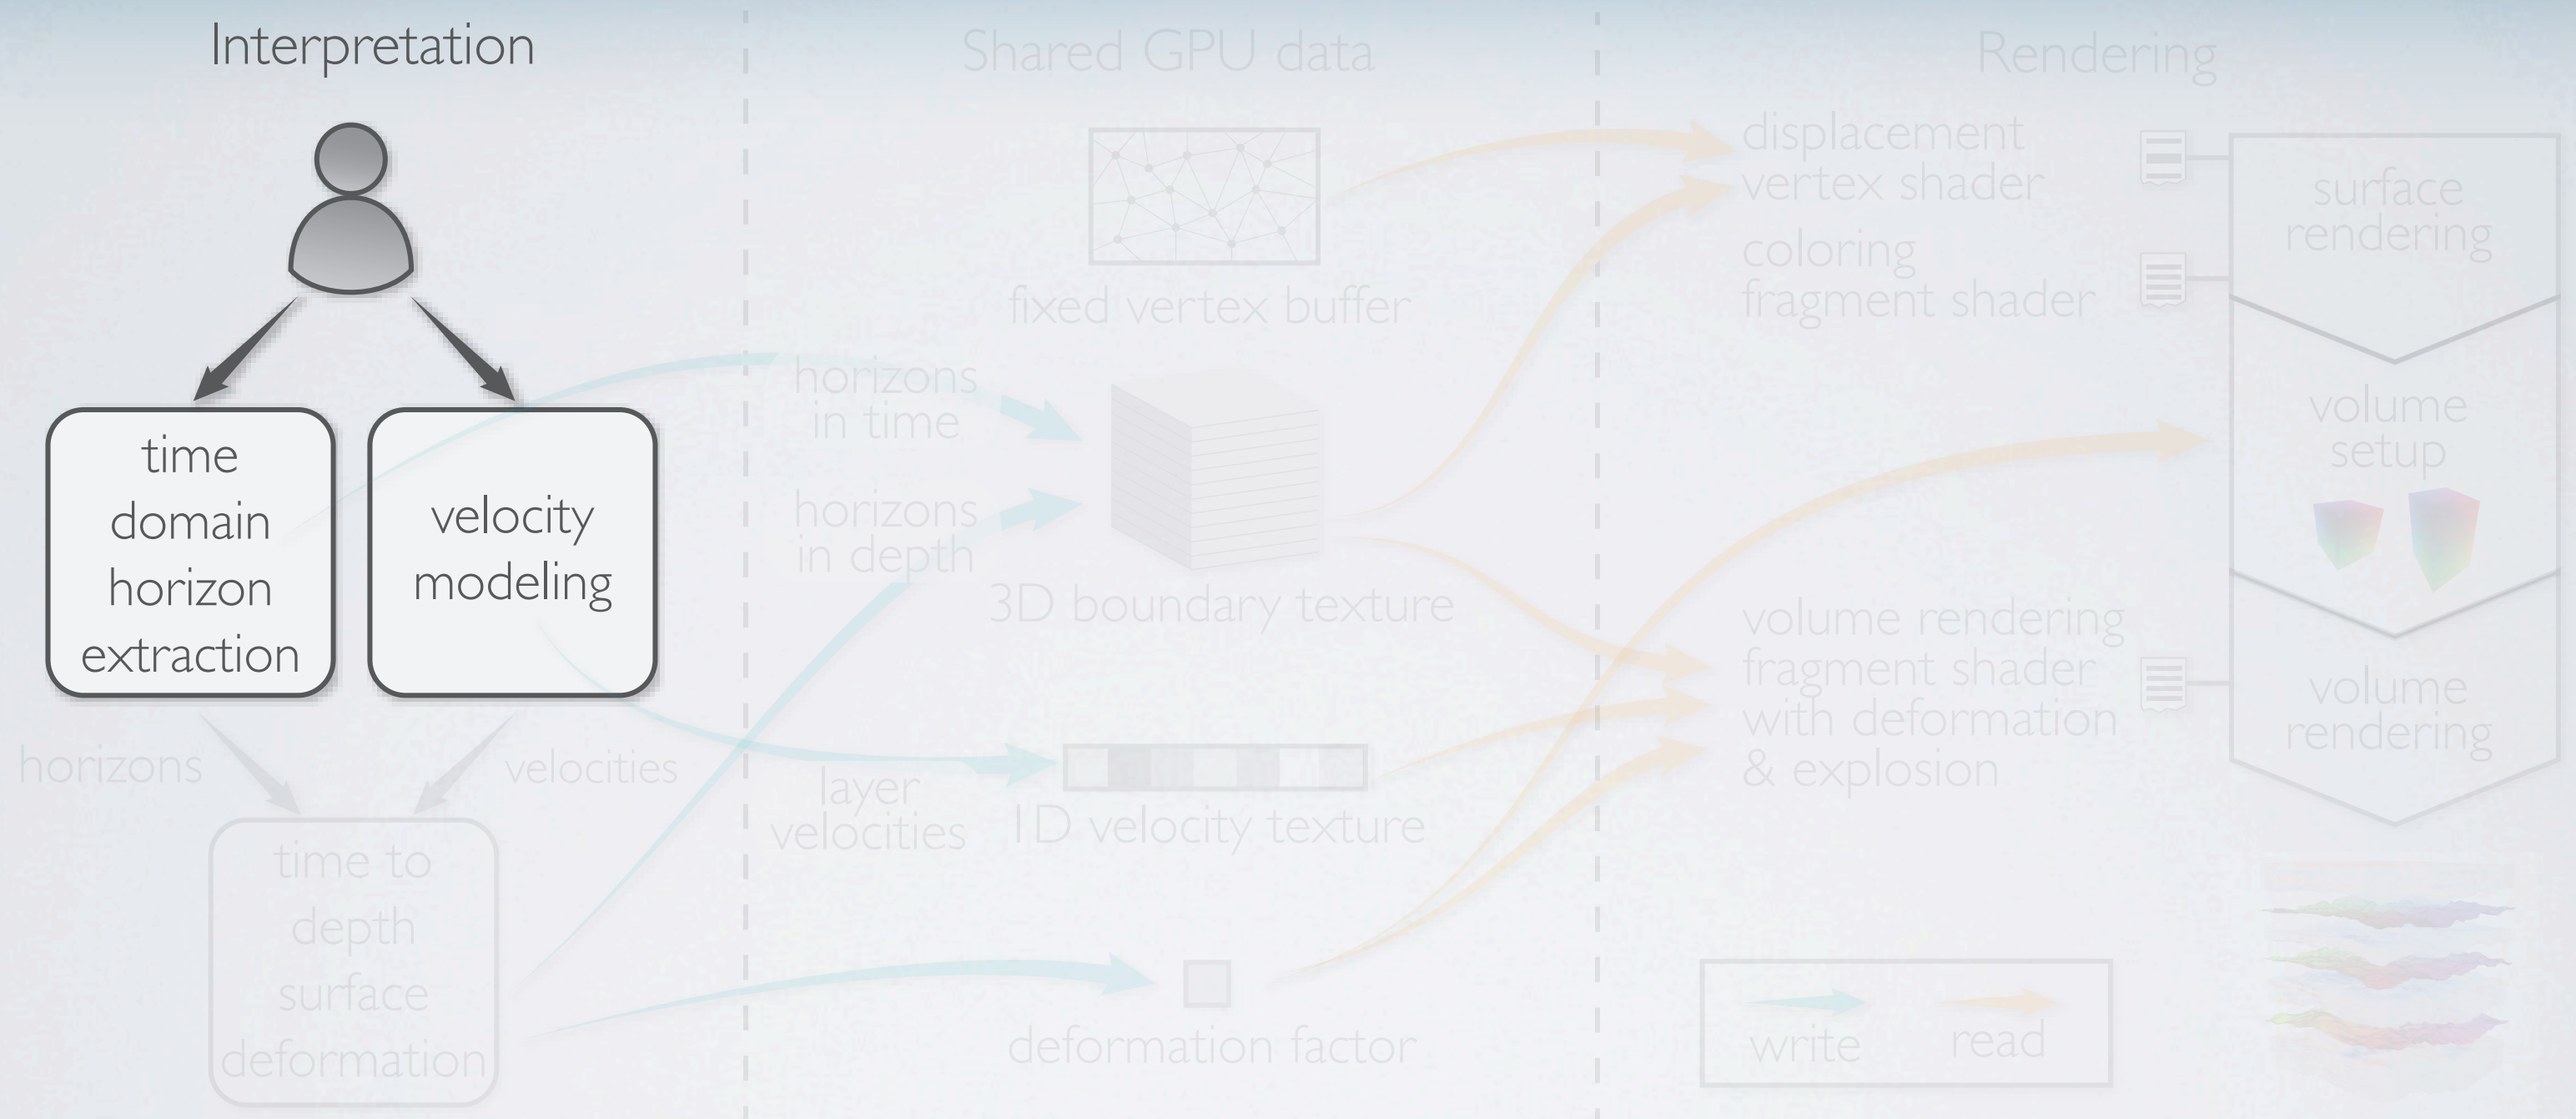 Interpretation
time
domain
horizon
extraction
velocity
modeling
horizons
velocities
time to
depth
surface
deformation
Shared GPU data
fixed vertex buffer
horizons
in time
horizons
in depth
3D boundary texture
layer
velocities
1D velocity texture
deformation factor
Rendering
displacement
vertex shader
coloring
fragment shader
volume rendering
fragment shader
with deformation
& explosion
surface
rendering
volume
setup
volume
rendering
write
read